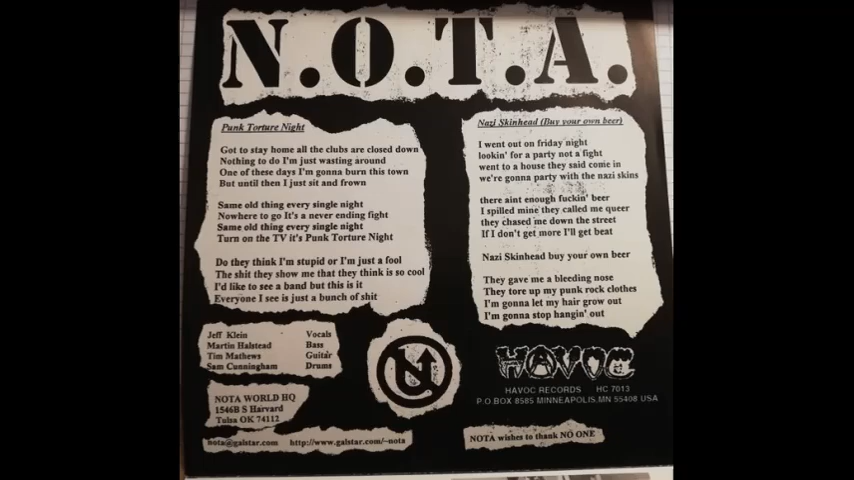 N.O.T.A.
Punk Torture Night
Got to stay home all the clubs are closed down
Nothing to do I'm just wasting around
One of these days I'm gonna burn this town
But until then I just sit and frown
Same old thing every single night
Nowhere to go It's a never ending fight
Same old thing every single night
Turn on the TV it's Punk Torture Night
Do they think I'm stupid or I'm just a fool
The shit they show me that they think is so cool
I'd like to see a band but this is it
Everyone I see is just a bunch of shit
Nazi Skinhead (Buy your own beer)
I went out on friday night
lookin' for a party not a fight
went to a house they said come in
we're gonna party with the nazi skins
there aint enough fuckin' beer
I spilled mine they called me queer
they chased me down the street
If I don't get more I'll get beat
Nazi Skinhead buy your own beer
They gave me a bleeding nose
They tore up my punk rock clothes
I'm gonna let my hair grow out
I'm gonna stop hangin' out
Jeff Klein Vocals
Martin Halstead Bass
Tim Mathews Guitar
Sam Cunningham Drums
NOTA WORLD HQ
1546B S Harvard
Tulsa OK 74112
nota@galstar.com http://www.galstar.com/~nota
HAVOC
HAVOC RECORDS HC 7013
P.O.BOX 8585 MINNEAPOLIS,MN 55408 USA
NOTA wishes to thank NO ONE